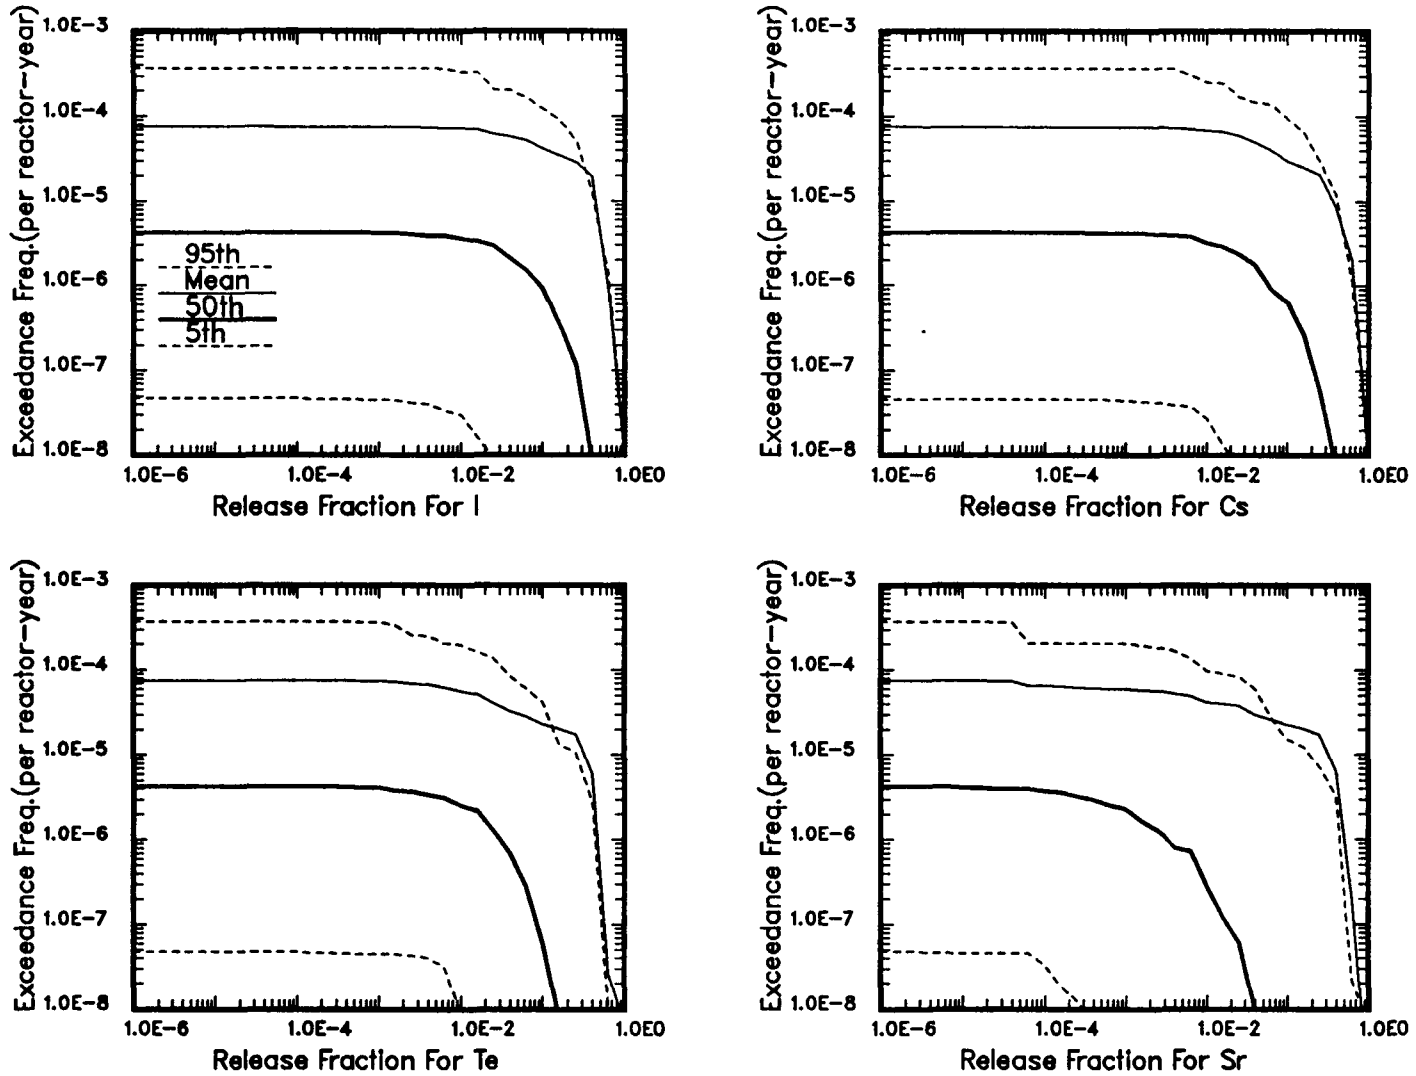 Exceedance Freq.(per reactor-year)
1.0E-3
1.0E-4
1.0E-5
1.0E-6
1.0E-7
1.0E-8
95th
Mean
50th
5th
1.0E-6 1.0E-4 1.0E-2 1.0E0
Release Fraction For I
Exceedance Freq.(per reactor-year)
1.0E-3
1.0E-4
1.0E-5
1.0E-6
1.0E-7
1.0E-8
1.0E-6 1.0E-4 1.0E-2 1.0E0
Release Fraction For Cs
Exceedance Freq.(per reactor-year)
1.0E-3
1.0E-4
1.0E-5
1.0E-6
1.0E-7
1.0E-8
1.0E-6 1.0E-4 1.0E-2 1.0E0
Release Fraction For Te
Exceedance Freq.(per reactor-year)
1.0E-3
1.0E-4
1.0E-5
1.0E-6
1.0E-7
1.0E-8
1.0E-6 1.0E-4 1.0E-2 1.0E0
Release Fraction For Sr